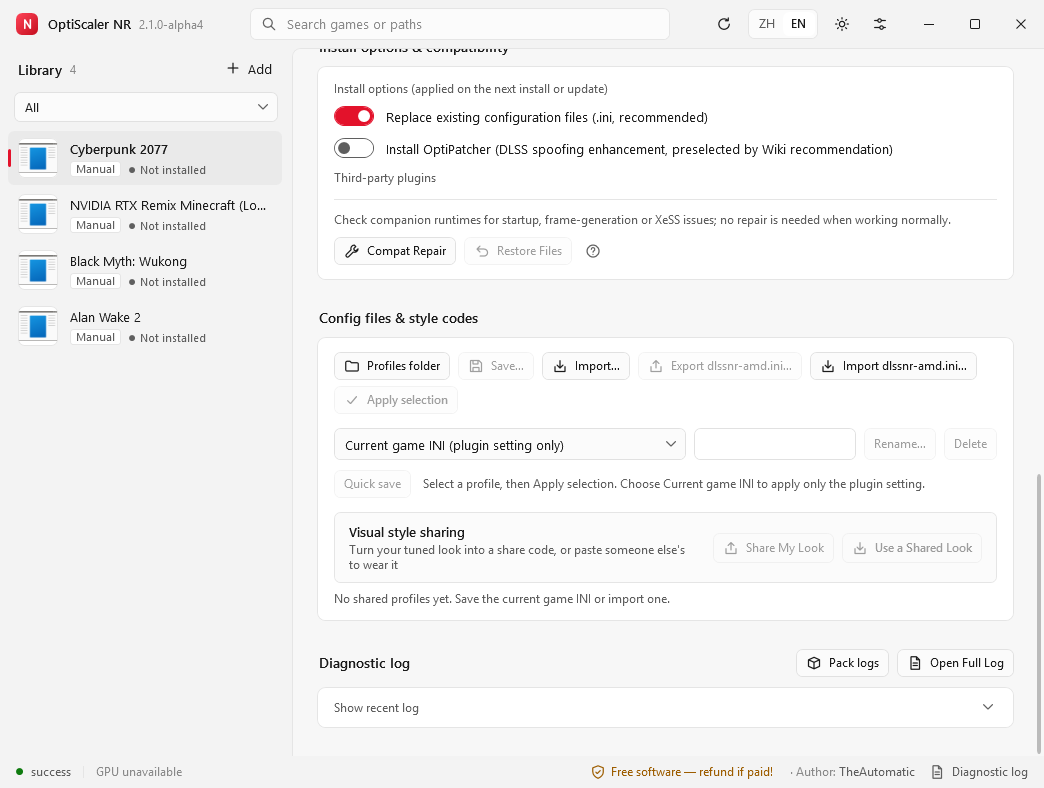 N OptiScaler NR 2.1.0-alpha4
Search games or paths
ZH EN
Library 4
Add
All
Cyberpunk 2077
Manual Not installed
NVIDIA RTX Remix Minecraft (Lo...
Manual Not installed
Black Myth: Wukong
Manual Not installed
Alan Wake 2
Manual Not installed
Install options & compatibility
Install options (applied on the next install or update)
Replace existing configuration files (.ini, recommended)
Install OptiPatcher (DLSS spoofing enhancement, preselected by Wiki recommendation)
Third-party plugins
Check companion runtimes for startup, frame-generation or XeSS issues; no repair is needed when working normally.
Compat Repair Restore Files
Config files & style codes
Profiles folder Save... Import... Export dlssnr-amd.ini... Import dlssnr-amd.ini...
Apply selection
Current game INI (plugin setting only) Rename... Delete
Quick save Select a profile, then Apply selection. Choose Current game INI to apply only the plugin setting.
Visual style sharing
Turn your tuned look into a share code, or paste someone else's
to wear it
Share My Look Use a Shared Look
No shared profiles yet. Save the current game INI or import one.
Diagnostic log
Pack logs Open Full Log
Show recent log
success GPU unavailable
Free software — refund if paid! · Author: TheAutomatic Diagnostic log